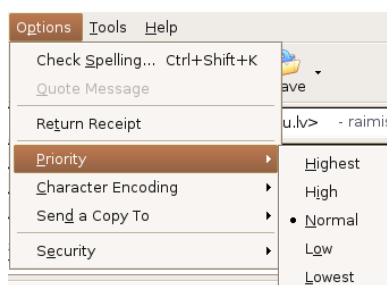 Options Tools Help
Check Spelling... Ctrl+Shift+K
Quote Message
ave
Return Receipt
u.lv> - raimis
Priority
Highest
Character Encoding
High
Send a Copy To
Normal
Security
Low
Lowest